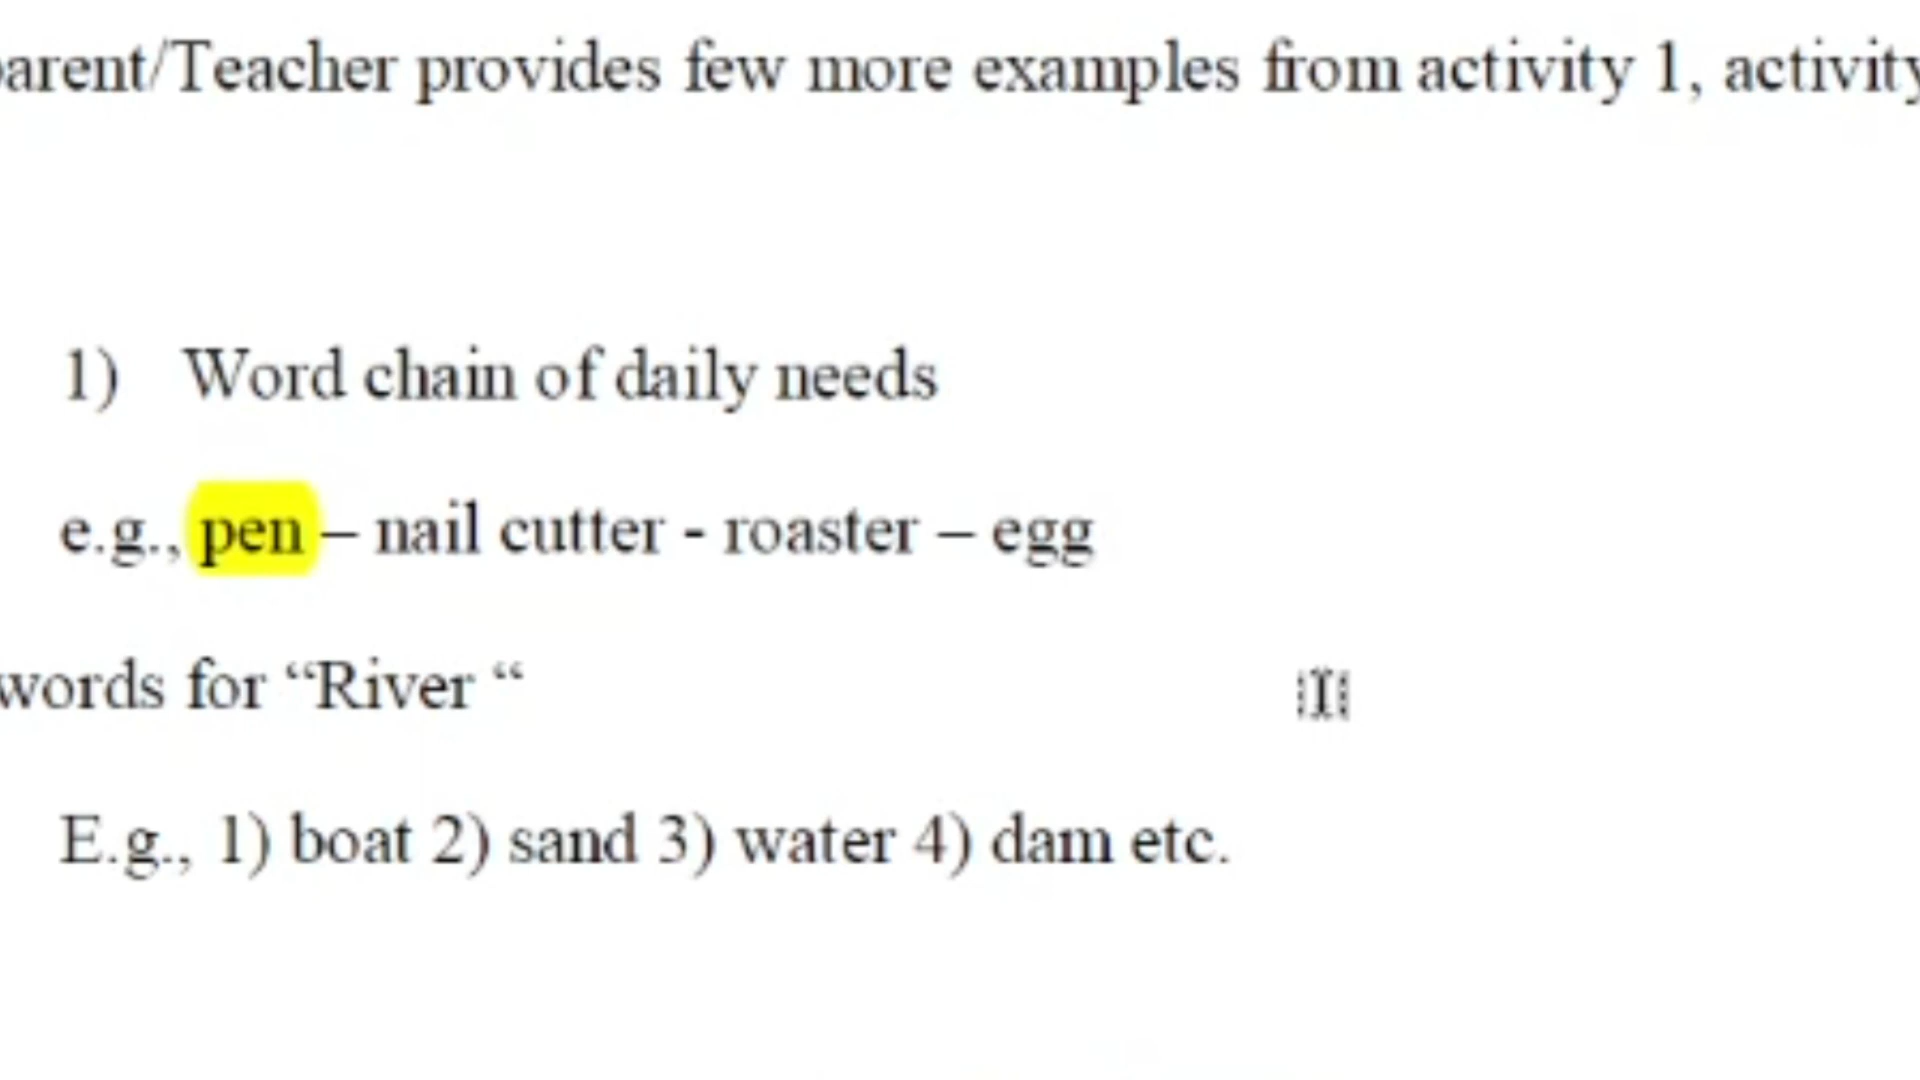 arent/Teacher provides few more examples from activity 1, activity
1) Word chain of daily needs
e.g., pen – nail cutter - roaster – egg
words for “River “
E.g., 1) boat 2) sand 3) water 4) dam etc.